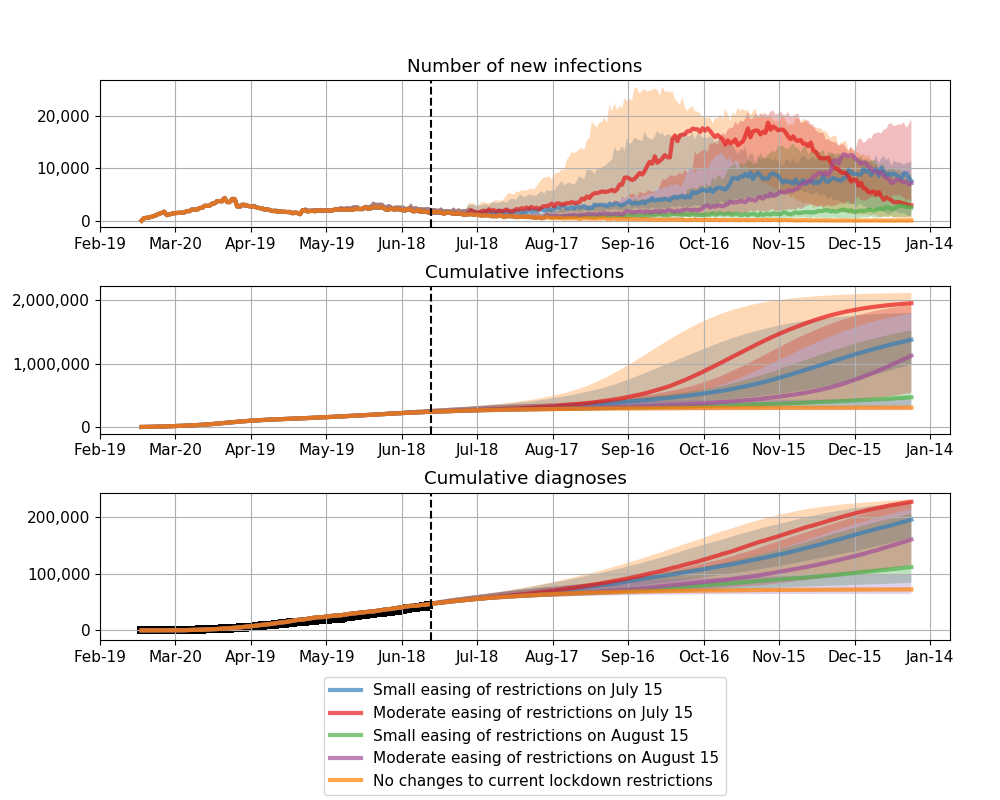 Number of new infections
20,000
10,000
0
Feb-19 Mar-20 Apr-19 May-19 Jun-18 Jul-18 Aug-17 Sep-16 Oct-16 Nov-15 Dec-15 Jan-14
Cumulative infections
2,000,000
1,000,000
0
Feb-19 Mar-20 Apr-19 May-19 Jun-18 Jul-18 Aug-17 Sep-16 Oct-16 Nov-15 Dec-15 Jan-14
Cumulative diagnoses
200,000
100,000
0
Feb-19 Mar-20 Apr-19 May-19 Jun-18 Jul-18 Aug-17 Sep-16 Oct-16 Nov-15 Dec-15 Jan-14
Small easing of restrictions on July 15
Moderate easing of restrictions on July 15
Small easing of restrictions on August 15
Moderate easing of restrictions on August 15
No changes to current lockdown restrictions